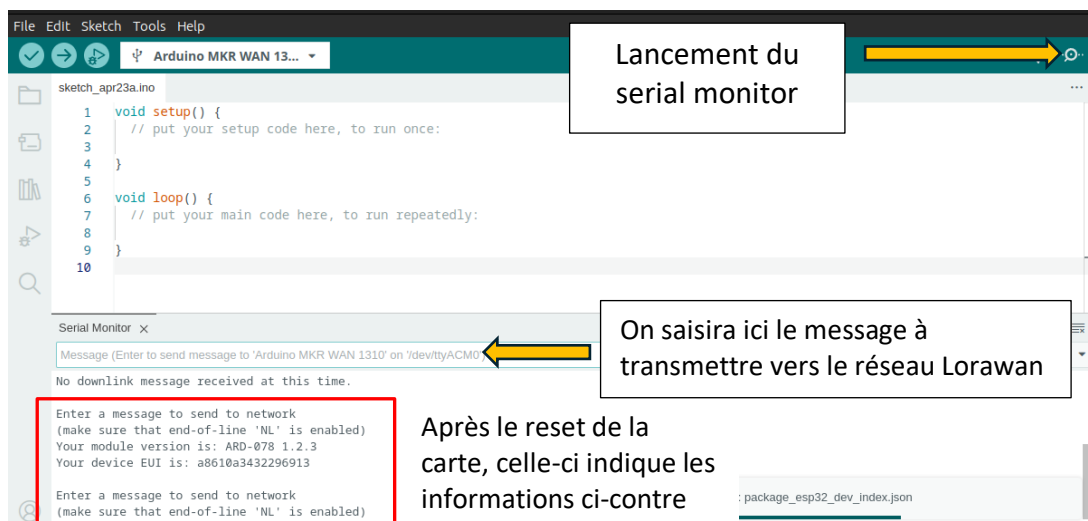 File Edit Sketch Tools Help
Arduino MKR WAN 13...
Lancement du
serial monitor
sketch_apr23a.ino
...
1 void setup() {
2 // put your setup code here, to run once:
3
4 }
5
6 void loop() {
7 // put your main code here, to run repeatedly:
8
9 }
10
Serial Monitor
Message (Enter to send message to 'Arduino MKR WAN 1310' on '/dev/ttyACM0')
On saisira ici le message à
transmettre vers le réseau Lorawan
No downlink message received at this time.
Enter a message to send to network
(make sure that end-of-line 'NL' is enabled)
Your module version is: ARD-078 1.2.3
Your device EUI is: a8610a3432296913
Enter a message to send to network
(make sure that end-of-line 'NL' is enabled)
Après le reset de la
carte, celle-ci indique les
informations ci-contre
: package_esp32_dev_index.json